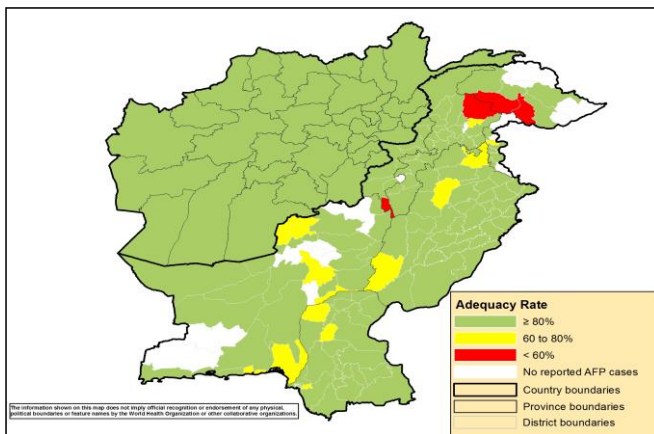 Adequacy Rate
≥ 80%
60 to 80%
< 60%
No reported AFP cases
Country boundaries
Province boundaries
District boundaries
The information shown on this map does not imply official recognition or endorsement of any physical,
political boundaries or feature names by the World Health Organization or other collaborative organizations.